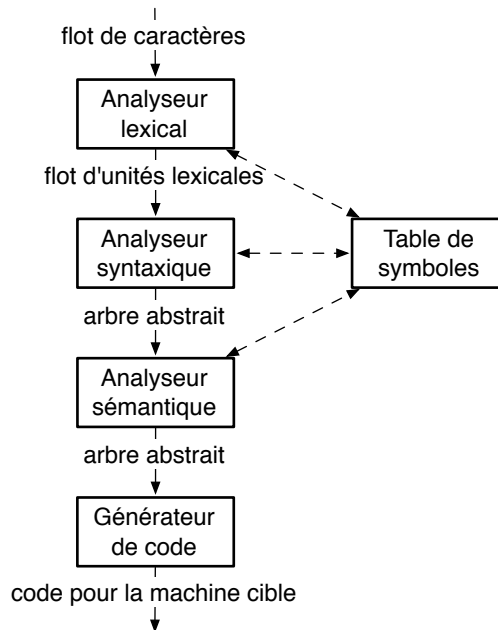 flot de caractères
Analyseur
lexical
flot d'unités lexicales
Analyseur
syntaxique
Table de
symboles
arbre abstrait
Analyseur
sémantique
arbre abstrait
Générateur
de code
code pour la machine cible